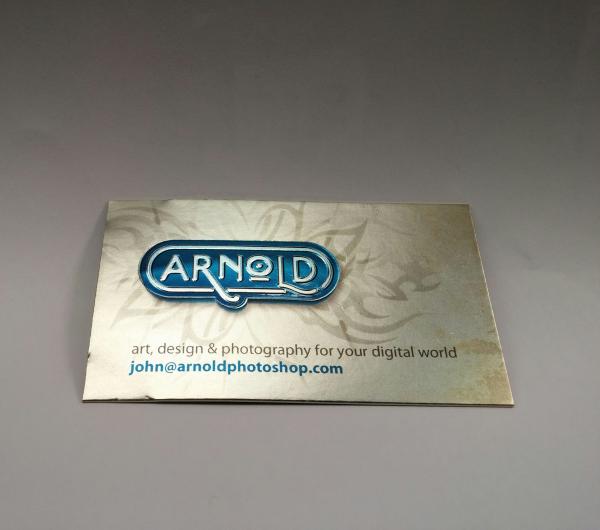 ARNOLD
art, design & photography for your digital world
john@arnoldphotoshop.com